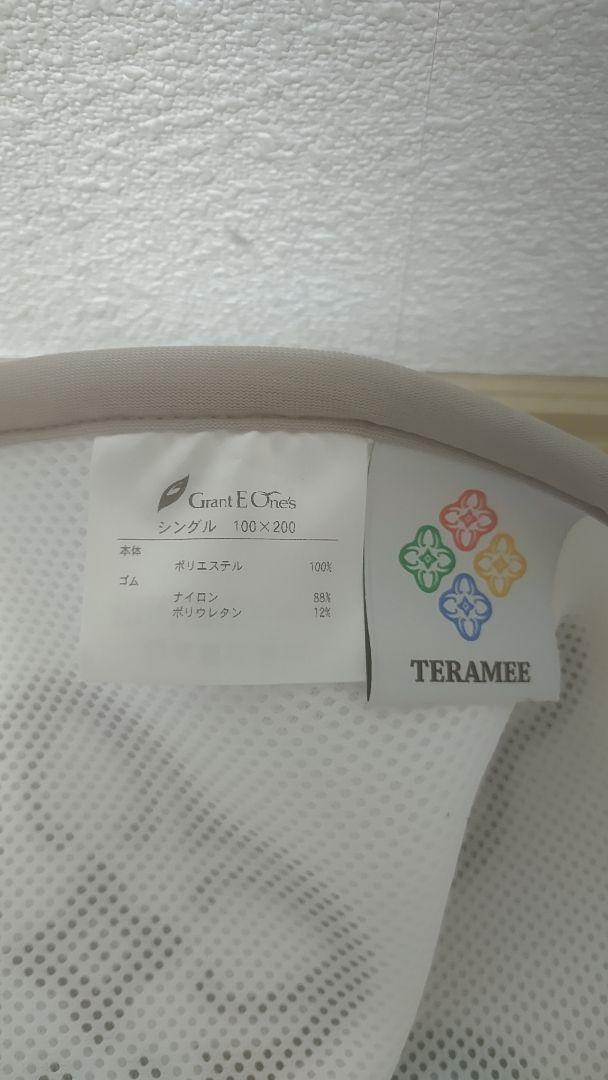 Grant E One's
シングル 100×200
本体
ポリエステル 100%
ゴム
ナイロン 88%
ポリウレタン 12%
TERAMEE